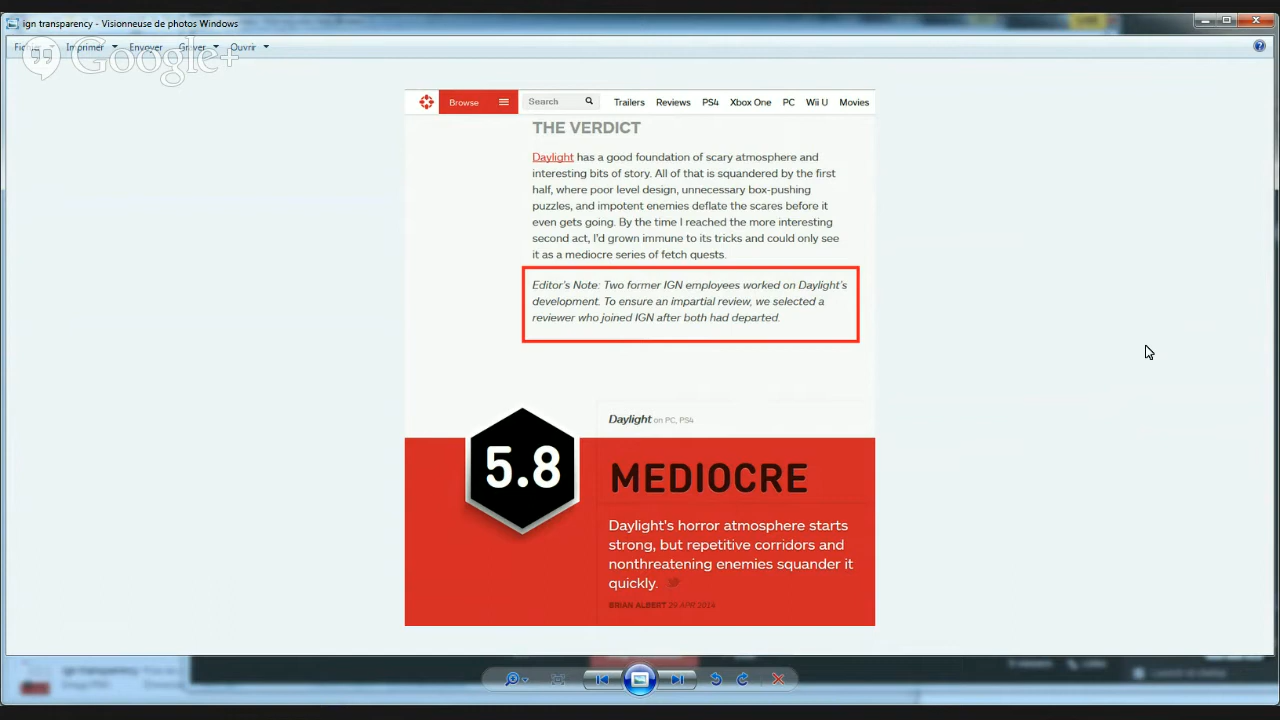 ign transparency - Visionneuse de photos Windows
Imprimer Envoyer Graver Ouvrir
Google+
Browse Search Trailers Reviews PS4 Xbox One PC Wii U Movies
THE VERDICT
Daylight has a good foundation of scary atmosphere and
interesting bits of story. All of that is squandered by the first
half, where poor level design, unnecessary box-pushing
puzzles, and impotent enemies deflate the scares before it
even gets going. By the time I reached the more interesting
second act, I'd grown immune to its tricks and could only see
it as a mediocre series of fetch quests.
Editor's Note: Two former IGN employees worked on Daylight's
development. To ensure an impartial review, we selected a
reviewer who joined IGN after both had departed.
Daylight on PC, PS4
5.8
MEDIOCRE
Daylight's horror atmosphere starts
strong, but repetitive corridors and
nonthreatening enemies squander it
quickly.
BRIAN ALBERT 29 APR 2014
ign transparency